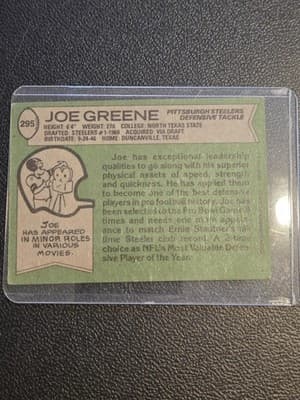 295
JOE GREENE
PITTSBURGH STEELERS
DEFENSIVE TACKLE
HEIGHT: 6'4" WEIGHT: 270 COLLEGE: NORTH TEXAS STATE
DRAFTED: STEELERS #1-1969 ACQUIRED: VIA DRAFT
BIRTHDATE: 9-24-46 HOME: DUNCANVILLE, TEXAS
Joe has exceptional leadership
qualities to go along with his superior
physical assets of speed, strength
and quickness. He has applied them
to become one of the best defensive
players in pro football history. Joe has
been selected to the Pro Bowl Game
times and needs one more appear-
ance to match Ernie Stautner's all-
time Steeler club record. A 2-time
choice as NFL's Most Valuable Defen-
sive Player of the Year.
JOE
HAS APPEARED
IN MINOR ROLES
IN VARIOUS
MOVIES.